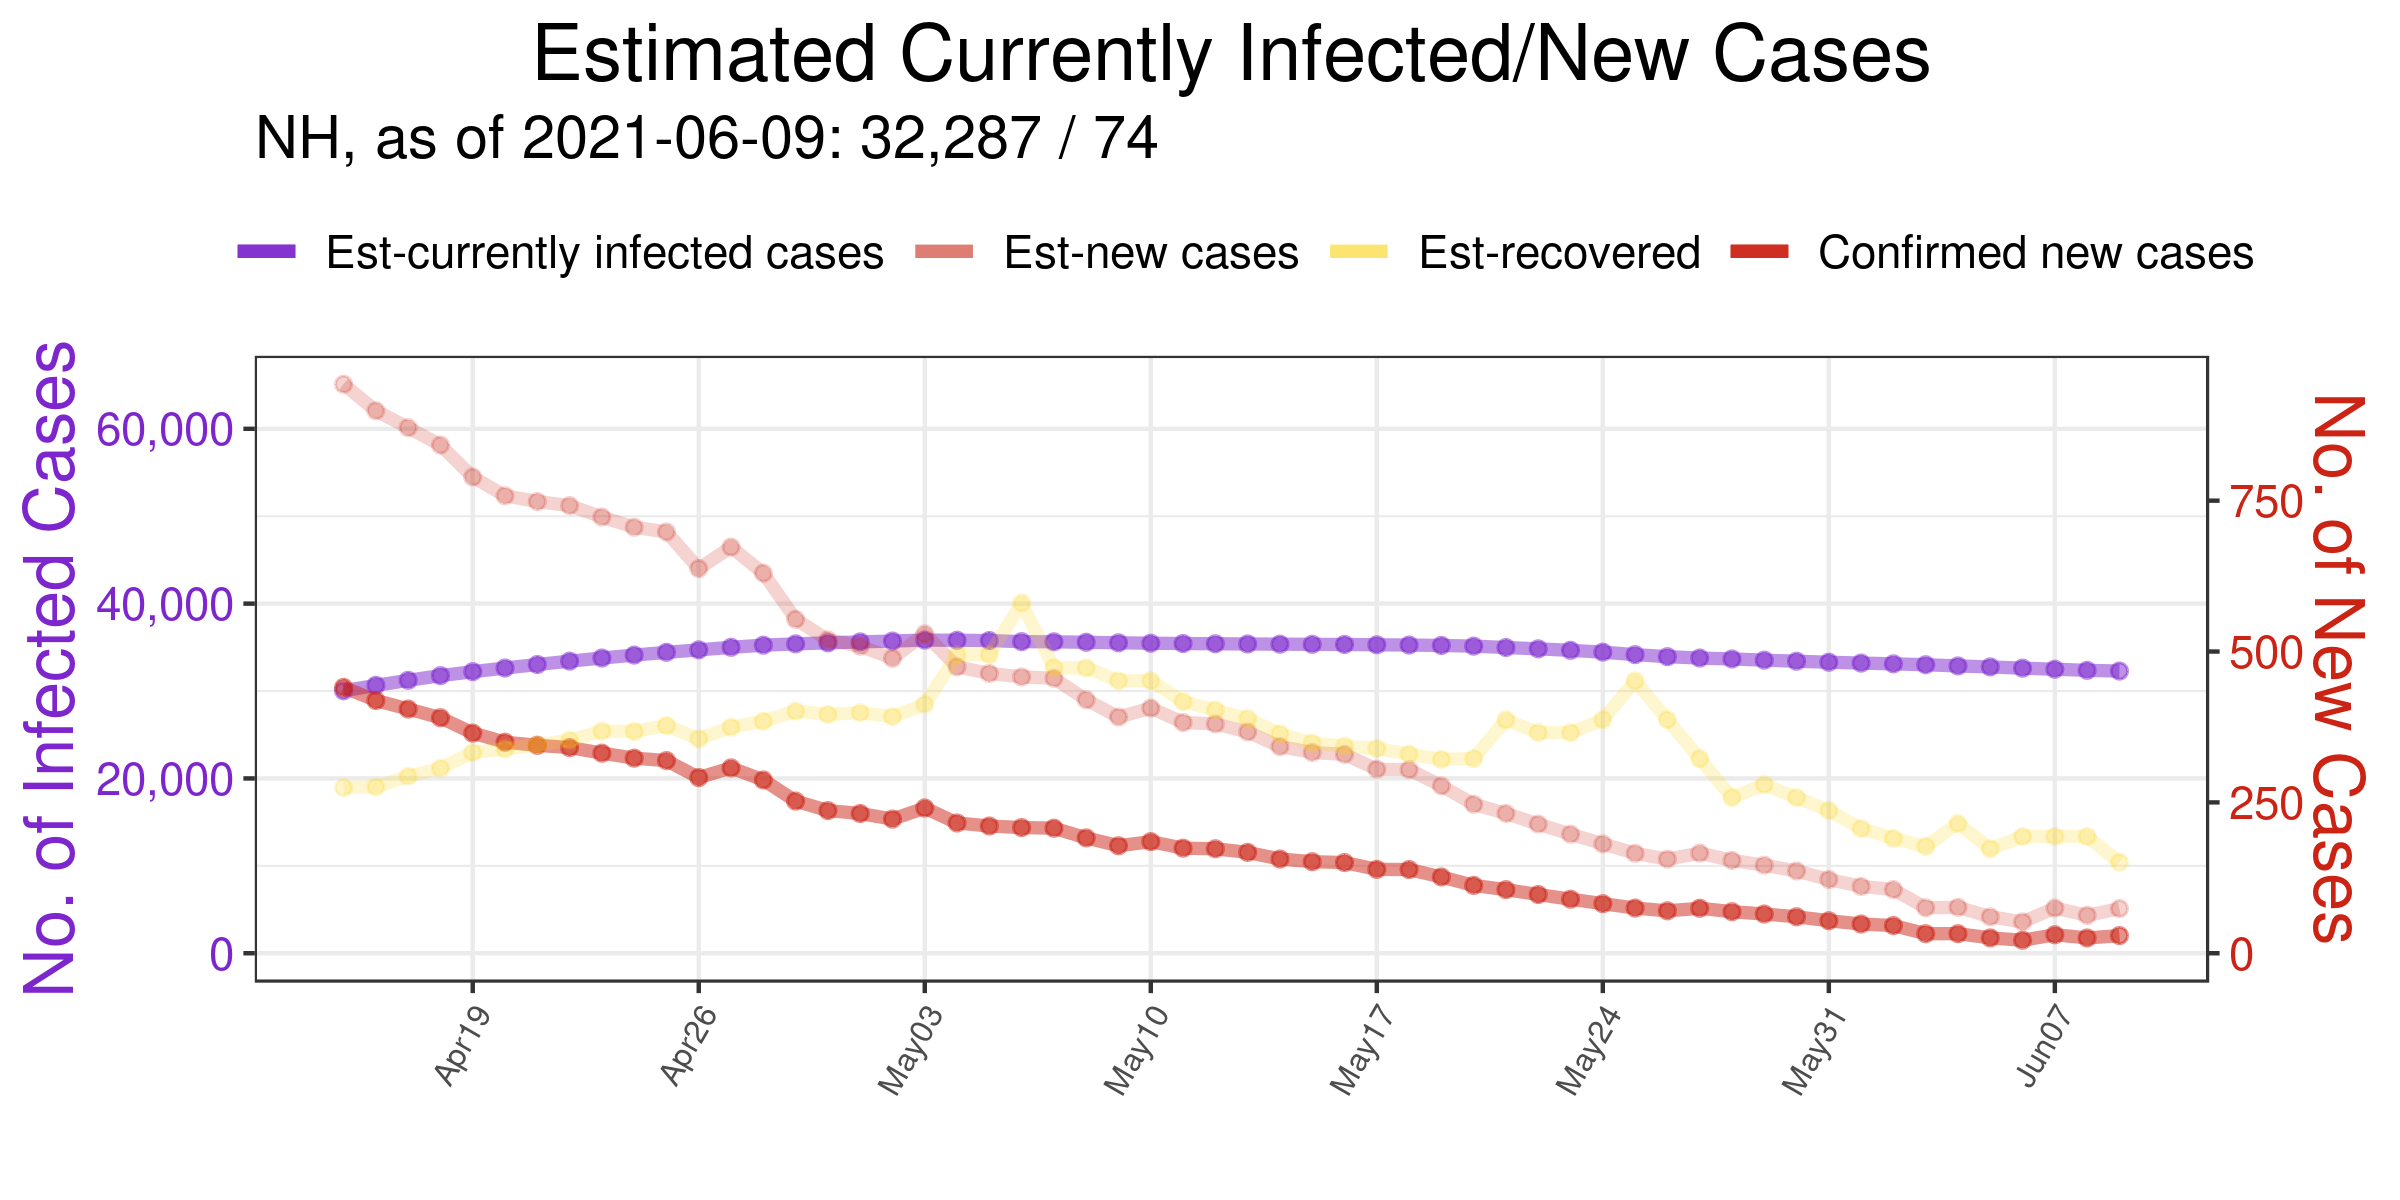 Estimated Currently Infected/New Cases
NH, as of 2021-06-09: 32,287 / 74
Est-currently infected cases Est-new cases Est-recovered Confirmed new cases
No. of Infected Cases
60,000
40,000
20,000
0
No. of New Cases
750
500
250
0
Apr19 Apr26 May03 May10 May17 May24 May31 Jun07